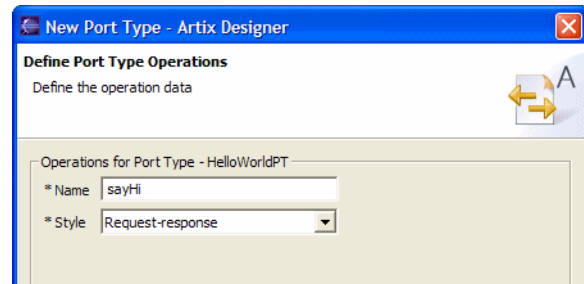 New Port Type - Artix Designer
Define Port Type Operations
Define the operation data
A
Operations for Port Type - HelloWorldPT
* Name sayHi
* Style Request-response